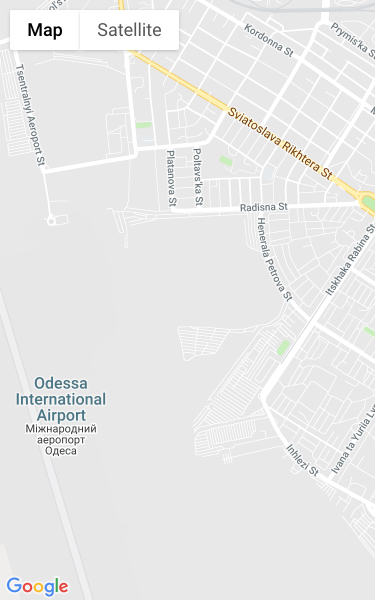 Map
Satellite
Kordonna St
Prymis'ka St
Tsentralnyi Aeroport St
Sviatoslava Rikhtera St
Platanova St
Poltavs'ka St
Radisna St
Henerala Petrova St
Itskhaka Rabina St
Odessa
International
Airport
Міжнародний
аеропорт
Одеса
Inhlezi St
Ivana ta Yuriia Ly
Google